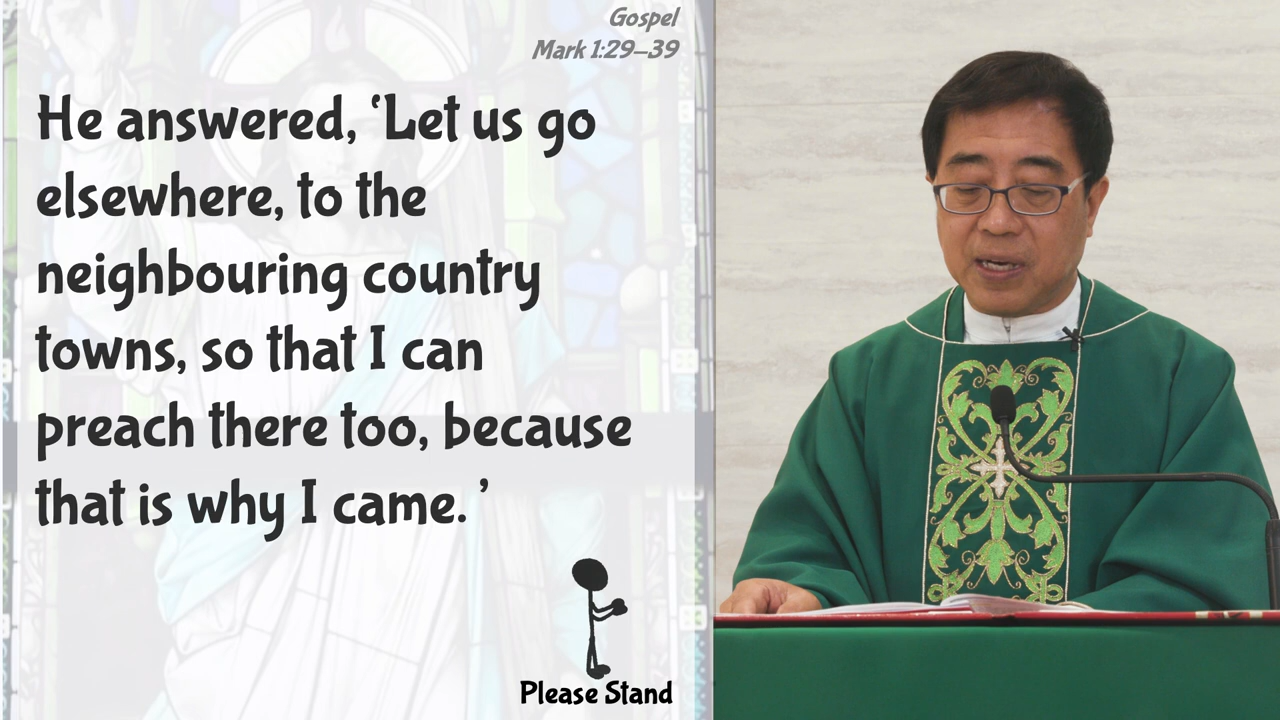 Gospel
Mark 1:29–39
He answered, ‘Let us go
elsewhere, to the
neighbouring country
towns, so that I can
preach there too, because
that is why I came. ’
Please Stand